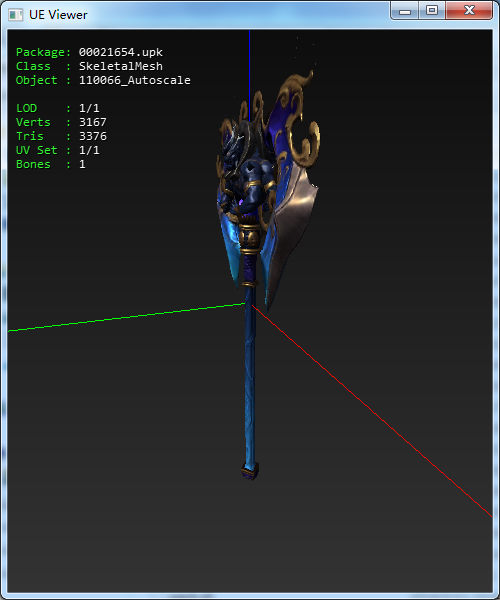 UE Viewer
Package: 00021654.upk
Class : SkeletalMesh
Object : 110066_Autoscale
LOD : 1/1
Verts : 3167
Tris : 3376
UV Set : 1/1
Bones : 1